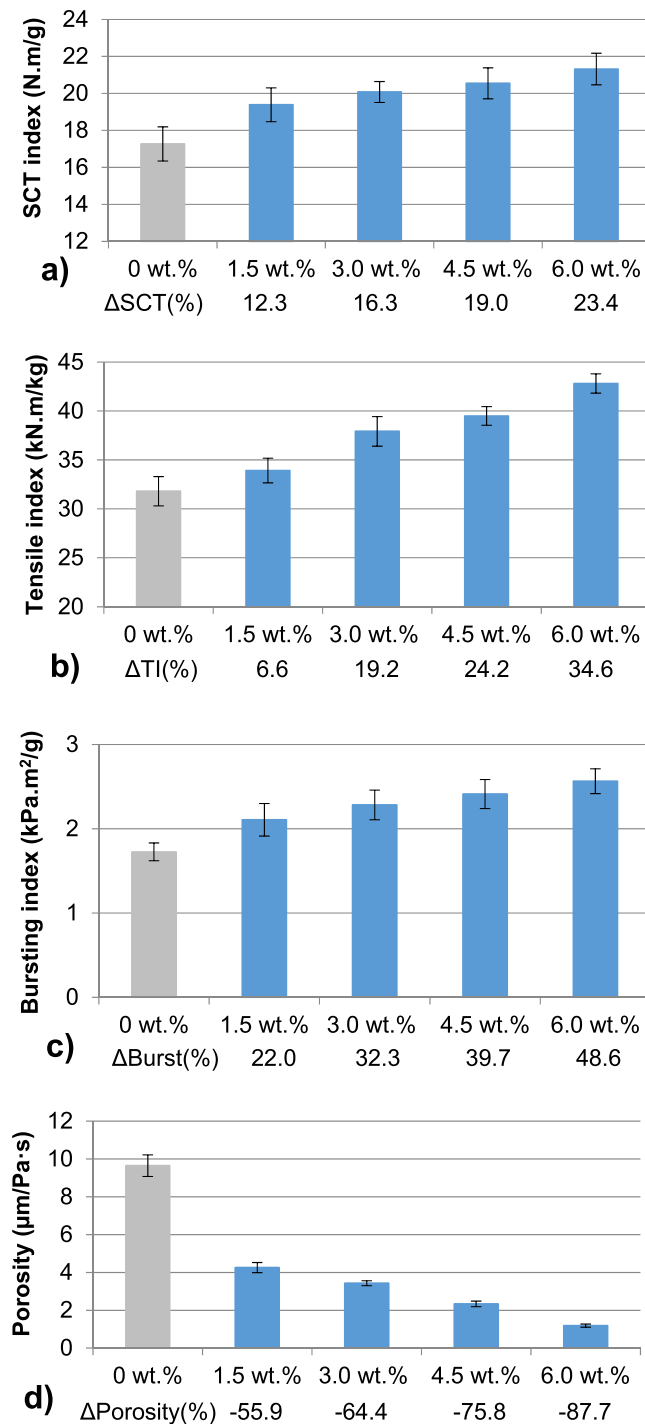 SCT index (N.m/g)
24
22
20
18
16
14
12
0 wt.% 1.5 wt.% 3.0 wt.% 4.5 wt.% 6.0 wt.%
a)
ΔSCT(%) 12.3 16.3 19.0 23.4
Tensile index (kN.m/kg)
45
40
35
30
25
20
0 wt.% 1.5 wt.% 3.0 wt.% 4.5 wt.% 6.0 wt.%
b)
ΔTI(%) 6.6 19.2 24.2 34.6
Bursting index (kPa.m²/g)
3
2
1
0
0 wt.% 1.5 wt.% 3.0 wt.% 4.5 wt.% 6.0 wt.%
c)
ΔBurst(%) 22.0 32.3 39.7 48.6
Porosity (µm/Pa·s)
12
10
8
6
4
2
0
0 wt.% 1.5 wt.% 3.0 wt.% 4.5 wt.% 6.0 wt.%
d)
ΔPorosity(%) -55.9 -64.4 -75.8 -87.7